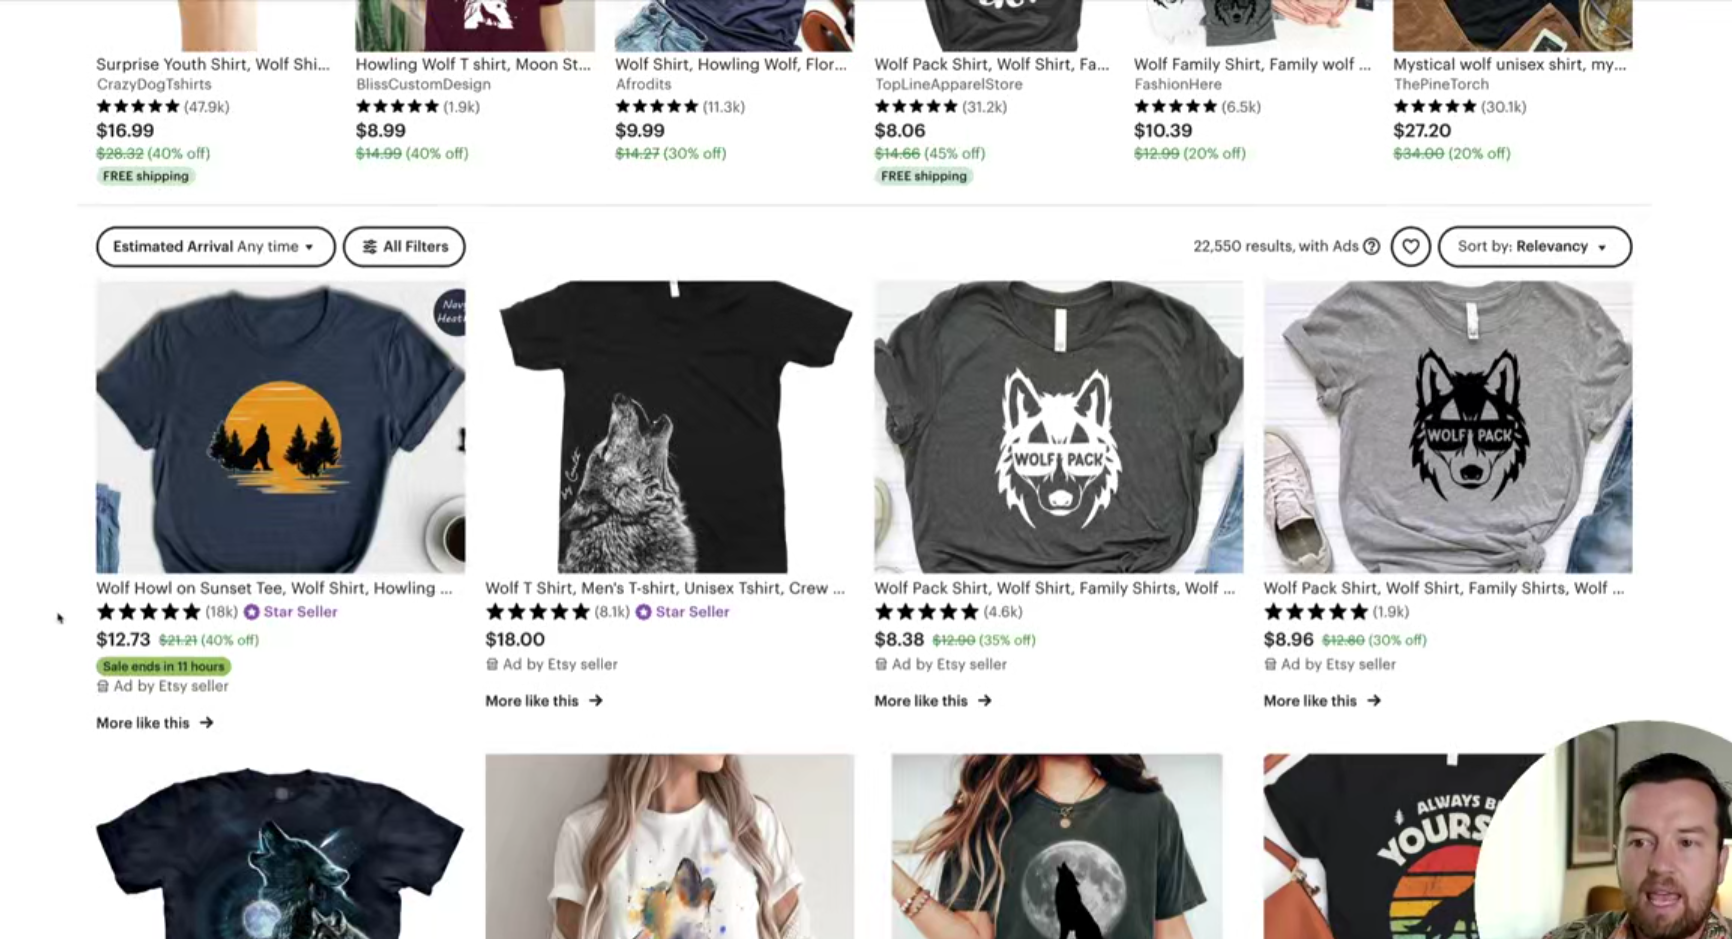 Surprise Youth Shirt, Wolf Shi...
CrazyDogTshirts
★★★★★ (47.9k)
$16.99
$28.32 (40% off)
FREE shipping
Howling Wolf T shirt, Moon St...
BlissCustomDesign
★★★★★ (1.9k)
$8.99
$14.99 (40% off)
Wolf Shirt, Howling Wolf, Flor...
Afrodits
★★★★★ (11.3k)
$9.99
$14.27 (30% off)
Wolf Pack Shirt, Wolf Shirt, Fa...
TopLineApparelStore
★★★★★ (31.2k)
$8.06
$14.66 (45% off)
FREE shipping
Wolf Family Shirt, Family wolf ...
FashionHere
★★★★★ (6.5k)
$10.39
$12.99 (20% off)
Mystical wolf unisex shirt, my...
ThePineTorch
★★★★★ (30.1k)
$27.20
$34.00 (20% off)
Estimated Arrival Any time
All Filters
22,550 results, with Ads
Sort by: Relevancy
Nav
Heat
WOLF PACK
WOLF PACK
Wolf Howl on Sunset Tee, Wolf Shirt, Howling ...
★★★★★ (18k) Star Seller
$12.73 $21.21 (40% off)
Sale ends in 11 hours
Ad by Etsy seller
More like this →
Wolf T Shirt, Men's T-shirt, Unisex Tshirt, Crew ...
★★★★★ (8.1k) Star Seller
$18.00
Ad by Etsy seller
More like this →
Wolf Pack Shirt, Wolf Shirt, Family Shirts, Wolf ...
★★★★★ (4.6k)
$8.38 $12.90 (35% off)
Ad by Etsy seller
More like this →
Wolf Pack Shirt, Wolf Shirt, Family Shirts, Wolf ...
★★★★★ (1.9k)
$8.96 $12.80 (30% off)
Ad by Etsy seller
More like this →
ALWAYS B
YOURS